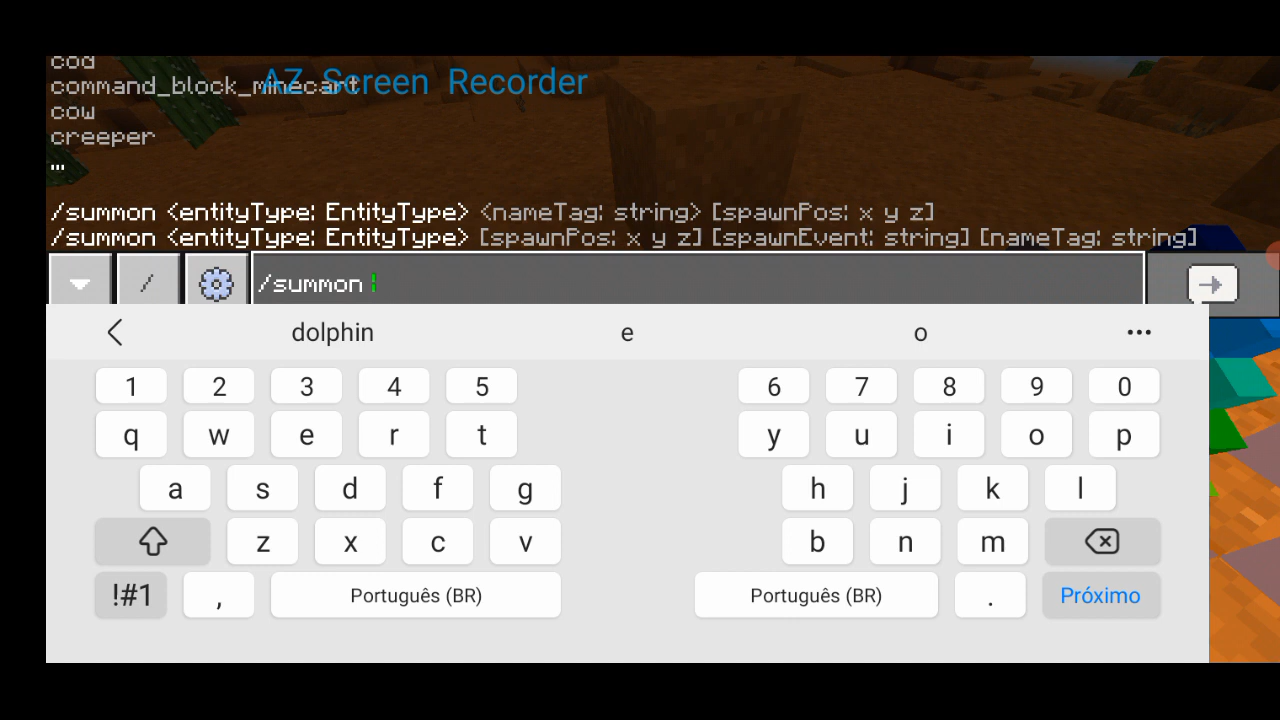 cod
command_block_minecart
AZ Screen Recorder
cow
creeper
...
/summon <entityType: EntityType> <nameTag: string> [spawnPos: x y z]
/summon <entityType: EntityType> [spawnPos: x y z] [spawnEvent: string] [nameTag: string]
/ /summon
dolphin e o
1 2 3 4 5 6 7 8 9 0
q w e r t y u i o p
a s d f g h j k l
z x c v b n m
!#1 , Português (BR) Português (BR) . Próximo